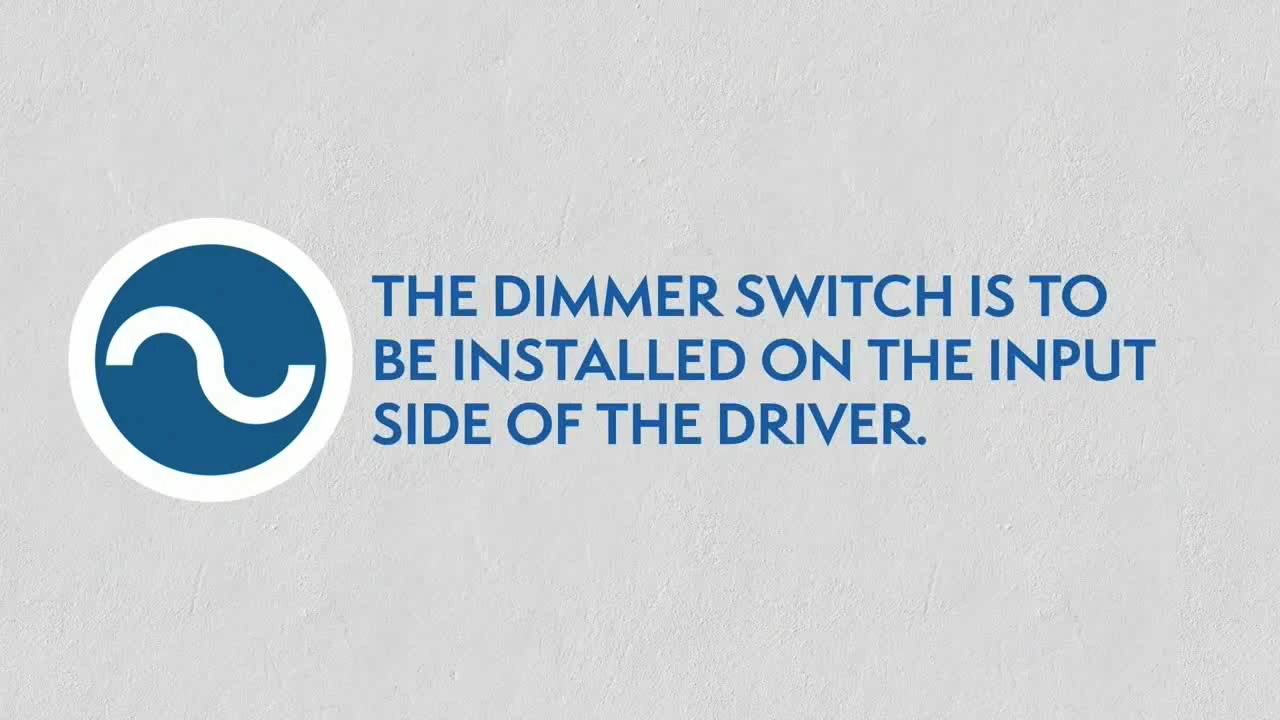 THE DIMMER SWITCH IS TO
BE INSTALLED ON THE INPUT
SIDE OF THE DRIVER.